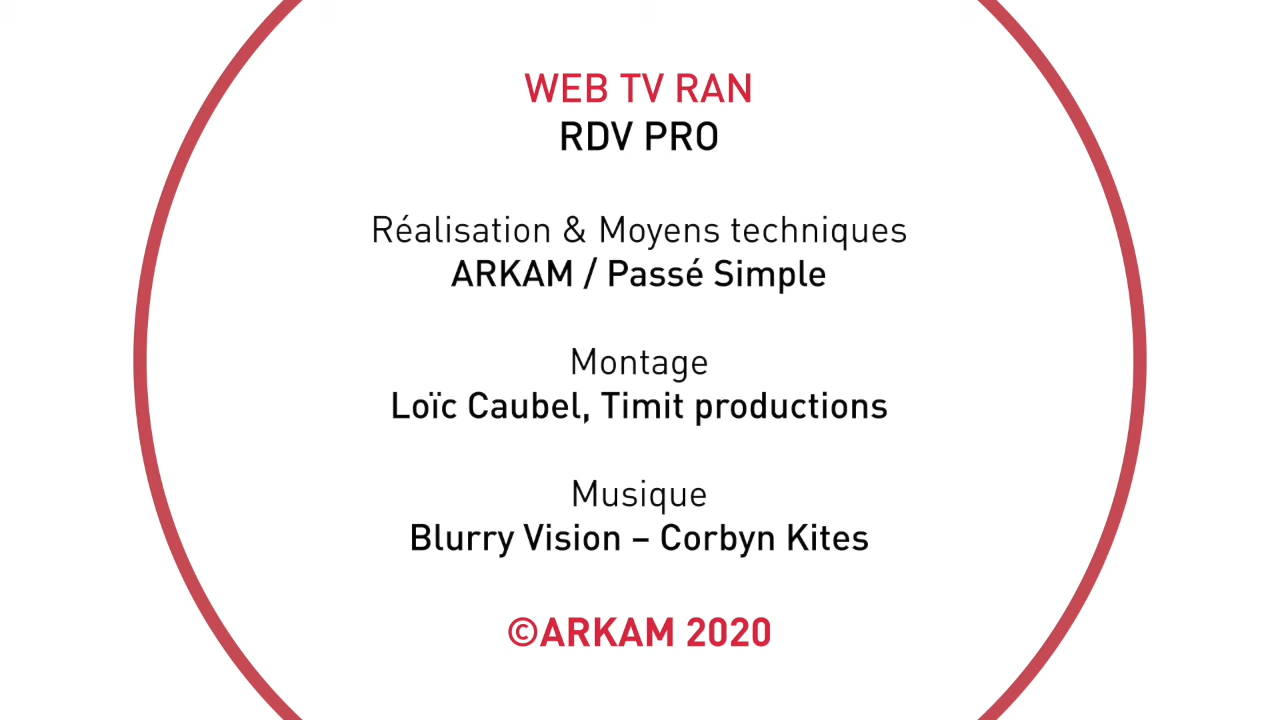 WEB TV RAN
RDV PRO
Réalisation & Moyens techniques
ARKAM / Passé Simple
Montage
Loïc Caubel, Timit productions
Musique
Blurry Vision – Corbyn Kites
©ARKAM 2020